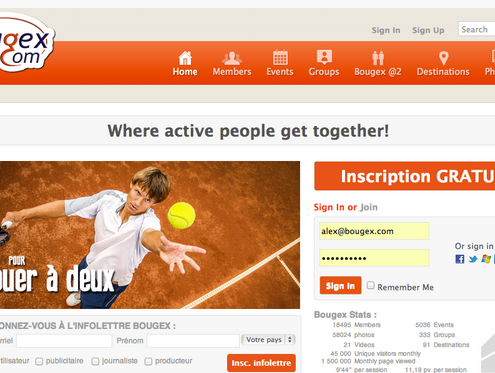 ugex
om'
Sign In Sign Up Search
Home Members Events Groups Bougex @2 Destinations Ph
Where active people get together!
Inscription GRATU
Sign In or Join
alex@bougex.com
••••••••••
Or sign in
Sign In Remember Me
POUR
ouer à deux
Bougex Stats :
18495 Members 5036 Events
58024 photos 333 Groups
21 Videos 91 Destinations
45 000 Unique visitors monthly
1 500 000 Monthly page viewed
9'44" per session 11,19 pv per session
ONNEZ-VOUS À L'INFOLETTRE BOUGEX :
rriel Prénom Votre pays
tilisateur publicitaire journaliste producteur Insc. infolettre